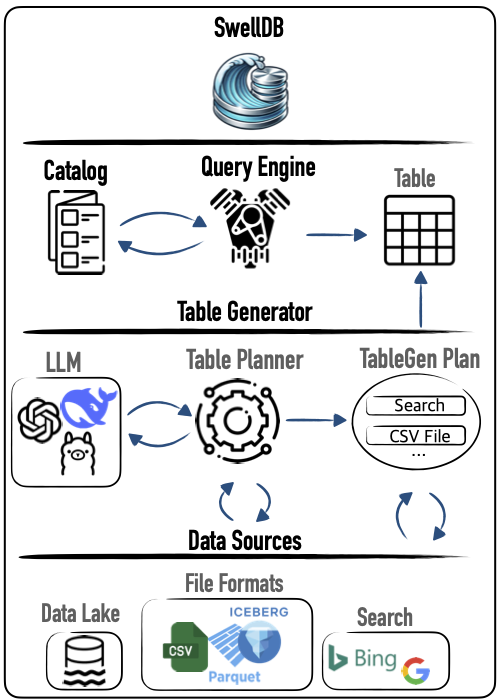 SwellDB
Catalog
Query Engine
Table
Table Generator
LLM
Table Planner
TableGen Plan
Search
CSV File
...
Data Sources
File Formats
Data Lake
ICEBERG
CSV
Parquet
Search
Bing